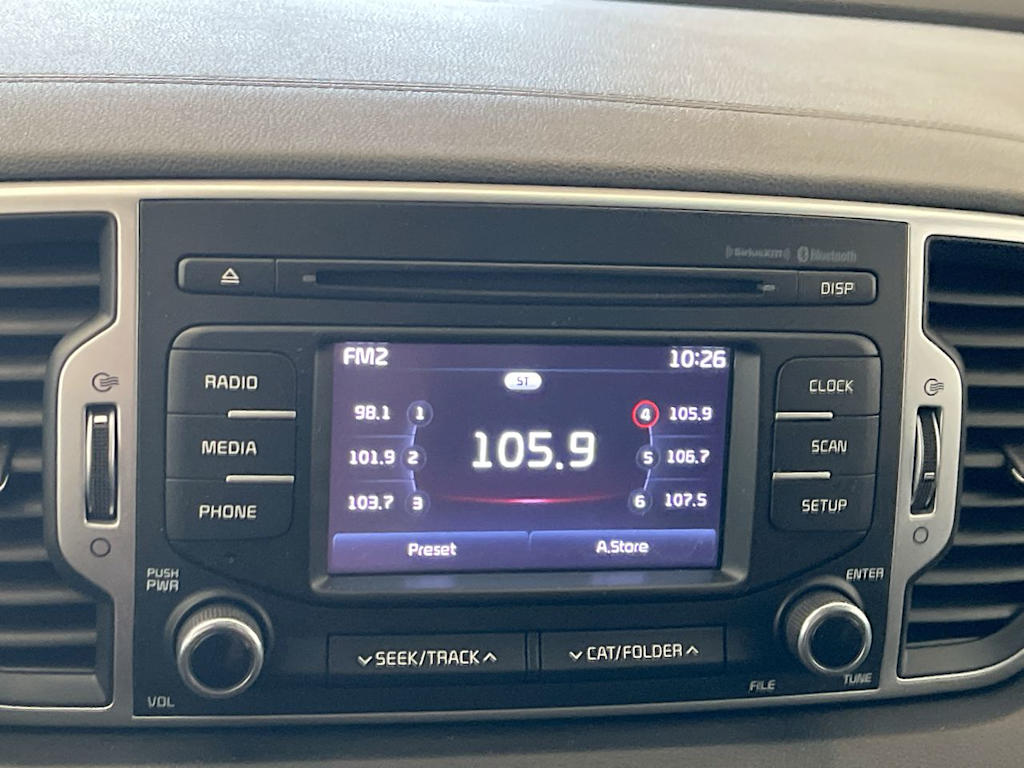 SiriusXM Bluetooth
DISP
FM2 10:26
ST
RADIO
MEDIA
PHONE
98.1 1
101.9 2
103.7 3
105.9
4 105.9
5 106.7
6 107.5
Preset A.Store
CLOCK
SCAN
SETUP
PUSH
PWR
VOL
SEEK/TRACK
CAT/FOLDER
ENTER
FILE
TUNE